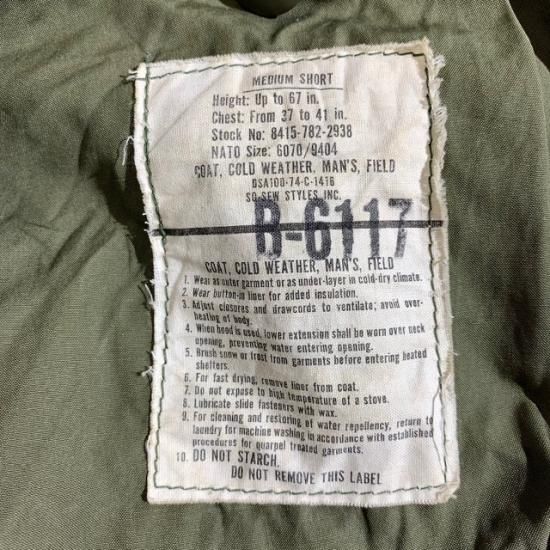 MEDIUM SHORT
Height: Up to 67 in.
Chest: From 37 to 41 in.
Stock No: 8415-782-2938
NATO Size: 6070/9404
COAT, COLD WEATHER, MAN'S, FIELD
DSA100-74-C-1416
SO-SEW STYLES INC.
B-6117
COAT, COLD WEATHER, MAN'S, FIELD
1. Wear as outer garment or as under-layer in cold-dry climate.
2. Wear button-in liner for added insulation.
3. Adjust closures and drawcords to ventilate; avoid over-
heating of body.
4. When hood is used, lower extension shall be worn over neck
opening, preventing water entering opening.
5. Brush snow or frost from garments before entering heated
shelters.
6. For fast drying, remove liner from coat.
7. Do not expose to high temperature of a stove.
8. Lubricate slide fasteners with wax.
9. For cleaning and restoring of water repellency, return to
laundry for machine washing in accordance with established
procedures for quarpel treated garments.
10. DO NOT STARCH.
DO NOT REMOVE THIS LABEL